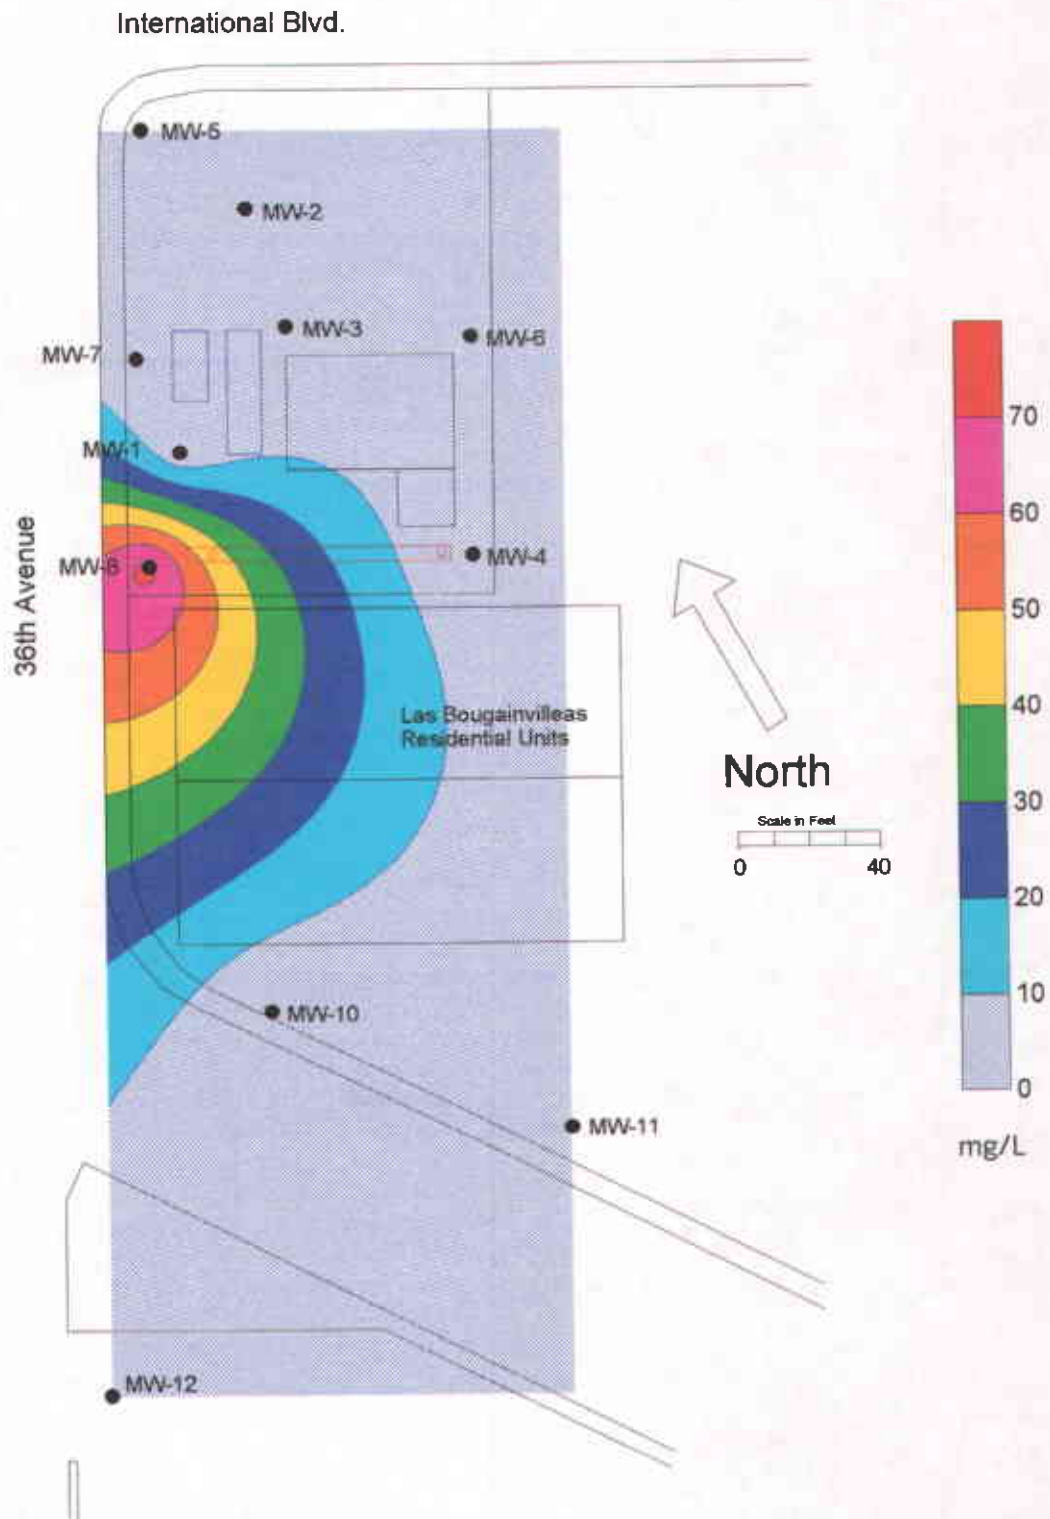 International Blvd.
MW-5
MW-2
MW-3
MW-6
MW-7
MW-1
MW-8
MW-4
36th Avenue
Las Bougainvilleas
Residential Units
North
Scale in Feet
0
40
MW-10
MW-11
MW-12
70
60
50
40
30
20
10
0
mg/L